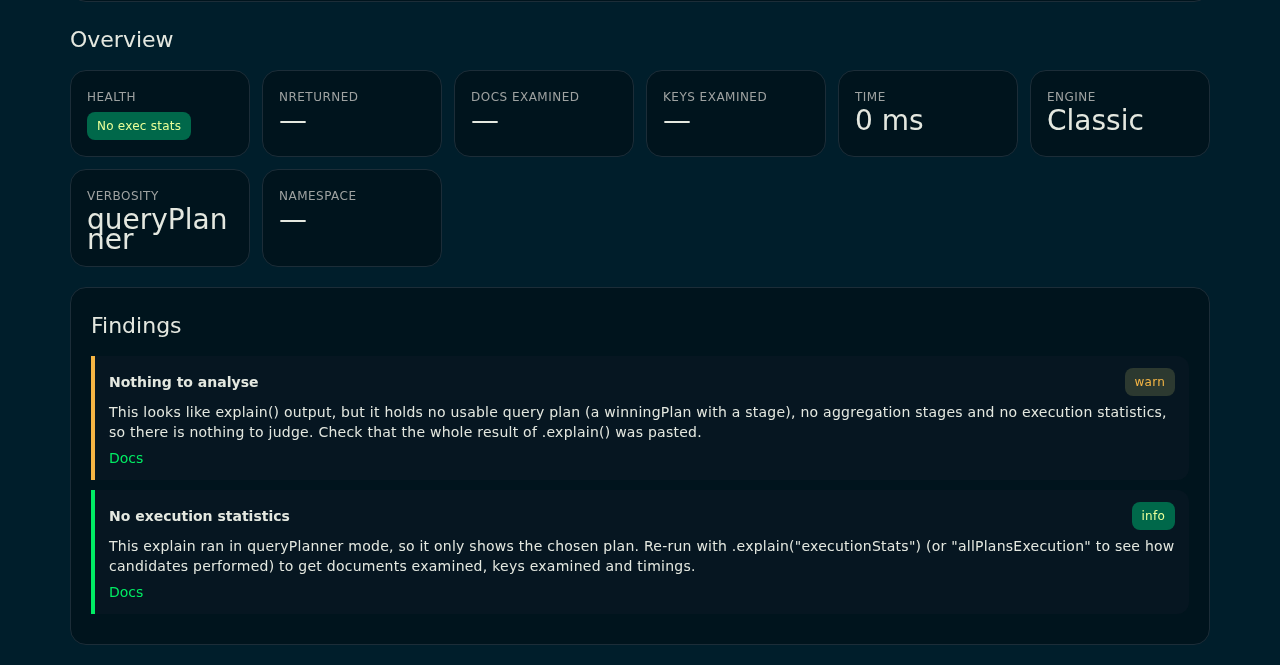 Overview
HEALTH
No exec stats
NRETURNED
—
DOCS EXAMINED
—
KEYS EXAMINED
—
TIME
0 ms
ENGINE
Classic
VERBOSITY
queryPlan
ner
NAMESPACE
—
Findings
Nothing to analyse
warn
This looks like explain() output, but it holds no usable query plan (a winningPlan with a stage), no aggregation stages and no execution statistics,
so there is nothing to judge. Check that the whole result of .explain() was pasted.
Docs
No execution statistics
info
This explain ran in queryPlanner mode, so it only shows the chosen plan. Re-run with .explain("executionStats") (or "allPlansExecution" to see how
candidates performed) to get documents examined, keys examined and timings.
Docs